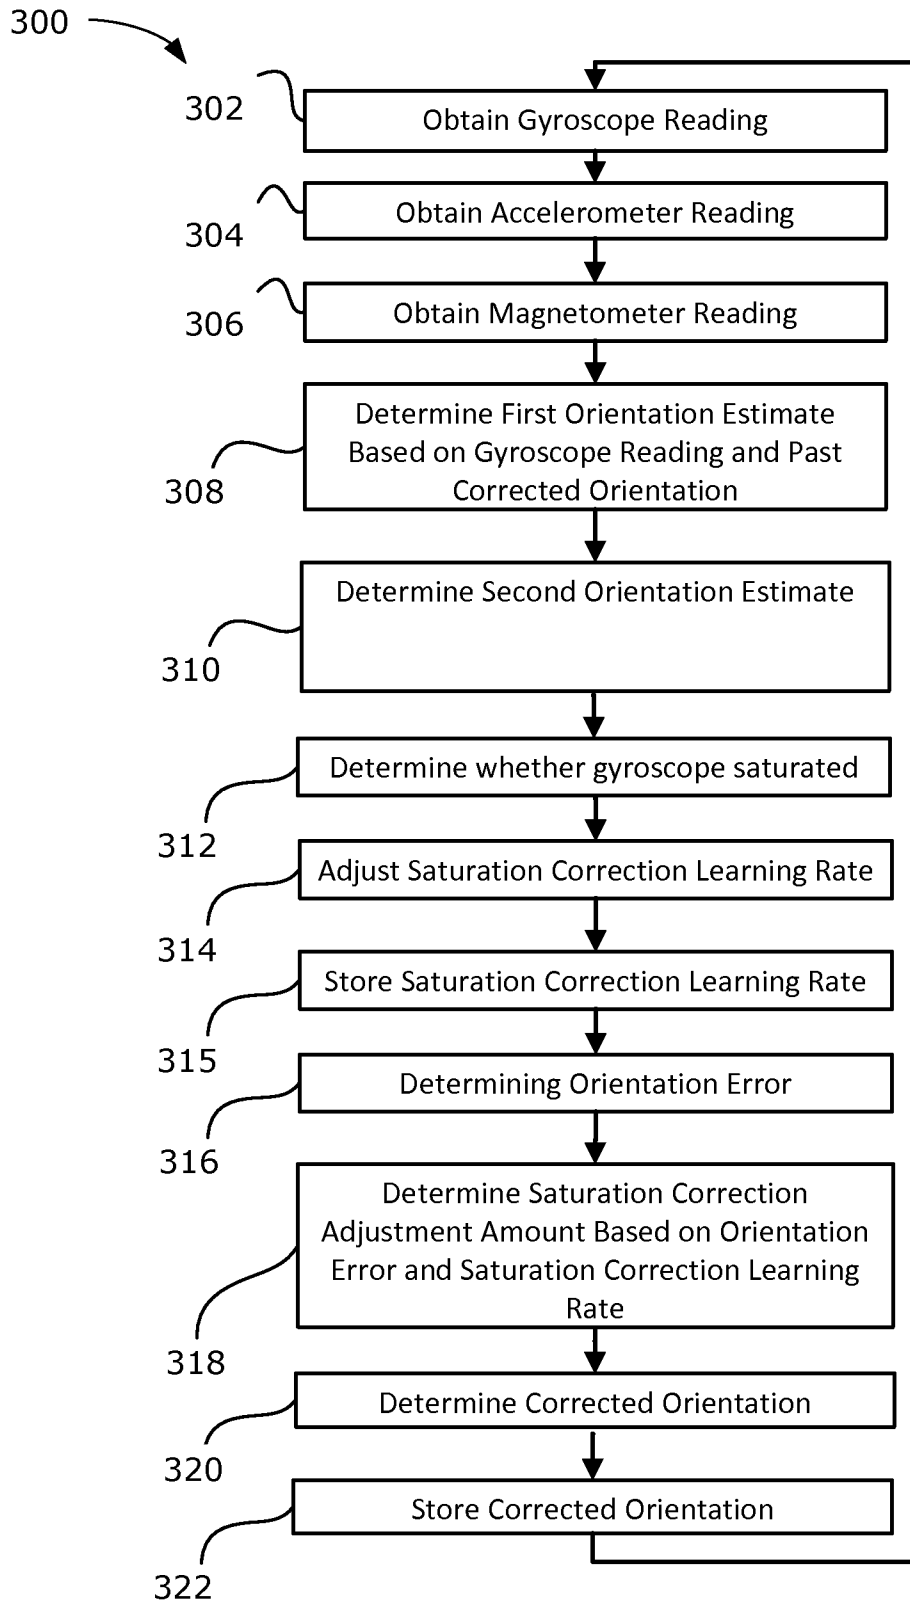 300
302
Obtain Gyroscope Reading
304
Obtain Accelerometer Reading
306
Obtain Magnetometer Reading
308
Determine First Orientation Estimate
Based on Gyroscope Reading and Past
Corrected Orientation
310
Determine Second Orientation Estimate
312
Determine whether gyroscope saturated
314
Adjust Saturation Correction Learning Rate
315
Store Saturation Correction Learning Rate
316
Determining Orientation Error
318
Determine Saturation Correction
Adjustment Amount Based on Orientation
Error and Saturation Correction Learning
Rate
320
Determine Corrected Orientation
322
Store Corrected Orientation